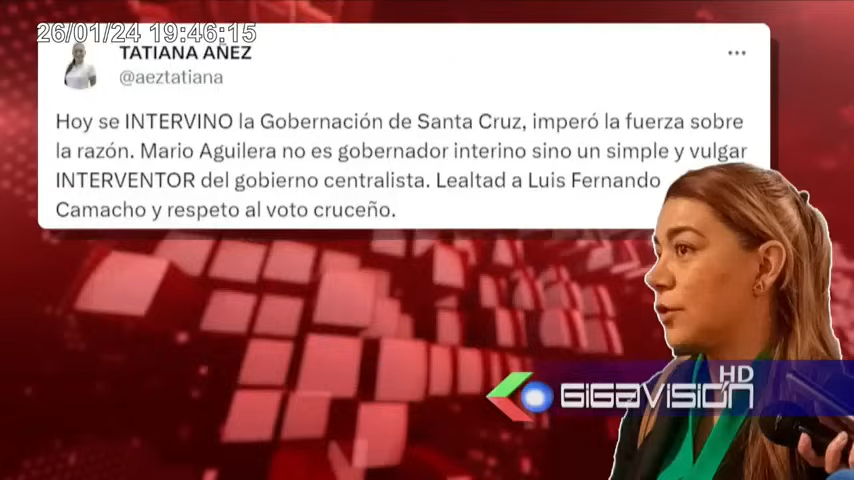 26/01/24 19:46:15
TATIANA AÑEZ
@aeztatiana
Hoy se INTERVINO la Gobernación de Santa Cruz, imperó la fuerza sobre
la razón. Mario Aguilera no es gobernador interino sino un simple y vulgar
INTERVENTOR del gobierno centralista. Lealtad a Luis Fernando
Camacho y respeto al voto cruceño.
GIGAVISIÓN HD